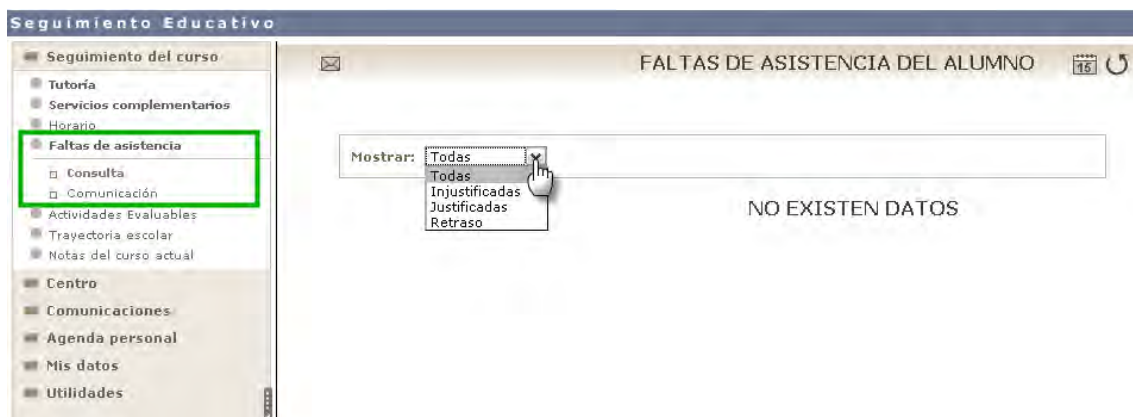 Seguimiento Educativo
Seguimiento del curso
Tutoría
Servicios complementarios
Horario
Faltas de asistencia
Consulta
Comunicación
Actividades Evaluables
Trayectoria escolar
Notas del curso actual
Centro
Comunicaciones
Agenda personal
Mis datos
Utilidades
FALTAS DE ASISTENCIA DEL ALUMNO
15
Mostrar: Todas
Todas
Injustificadas
Justificadas
Retraso
NO EXISTEN DATOS